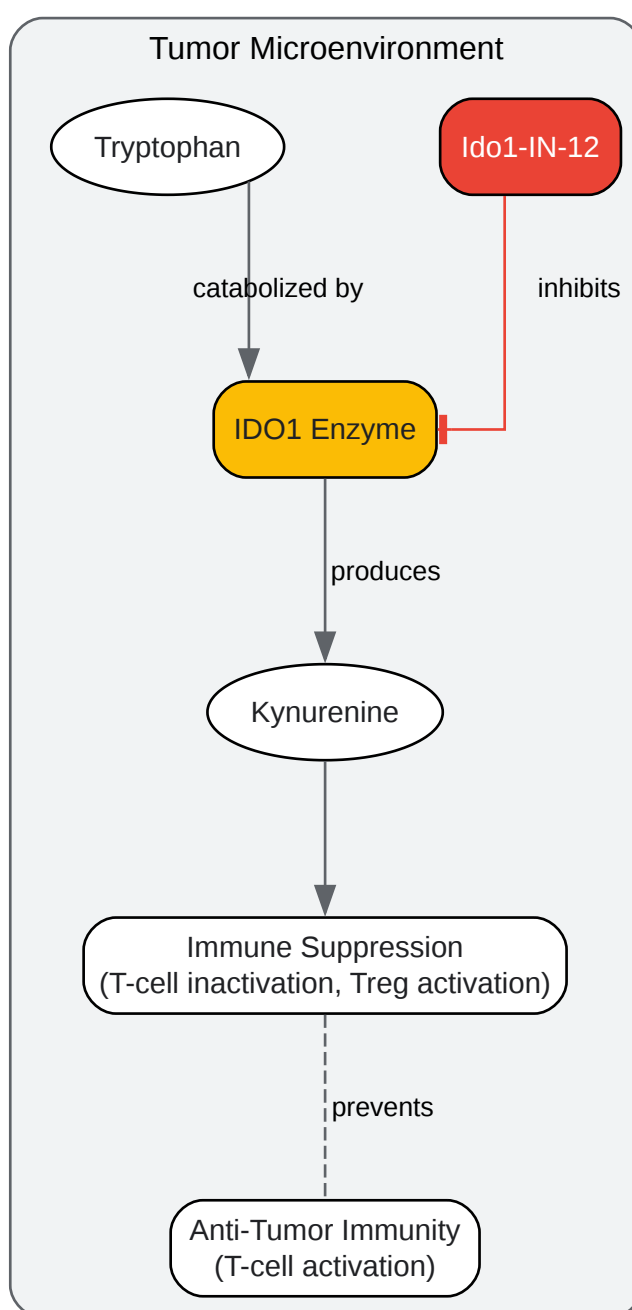 Tumor Microenvironment
Tryptophan
Ido1-IN-12
catabolized by
inhibits
IDO1 Enzyme
produces
Kynurenine
Immune Suppression
(T-cell inactivation, Treg activation)
prevents
Anti-Tumor Immunity
(T-cell activation)